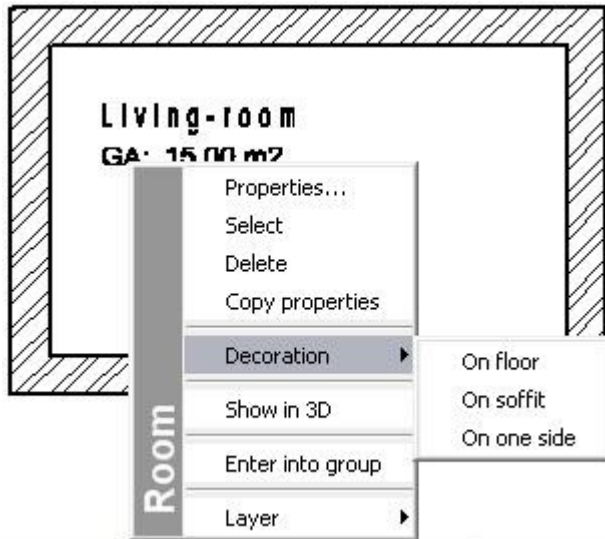 Living-room
GA: 15.00 m2
Room
Properties...
Select
Delete
Copy properties
Decoration
On floor
On soffit
On one side
Show in 3D
Enter into group
Layer